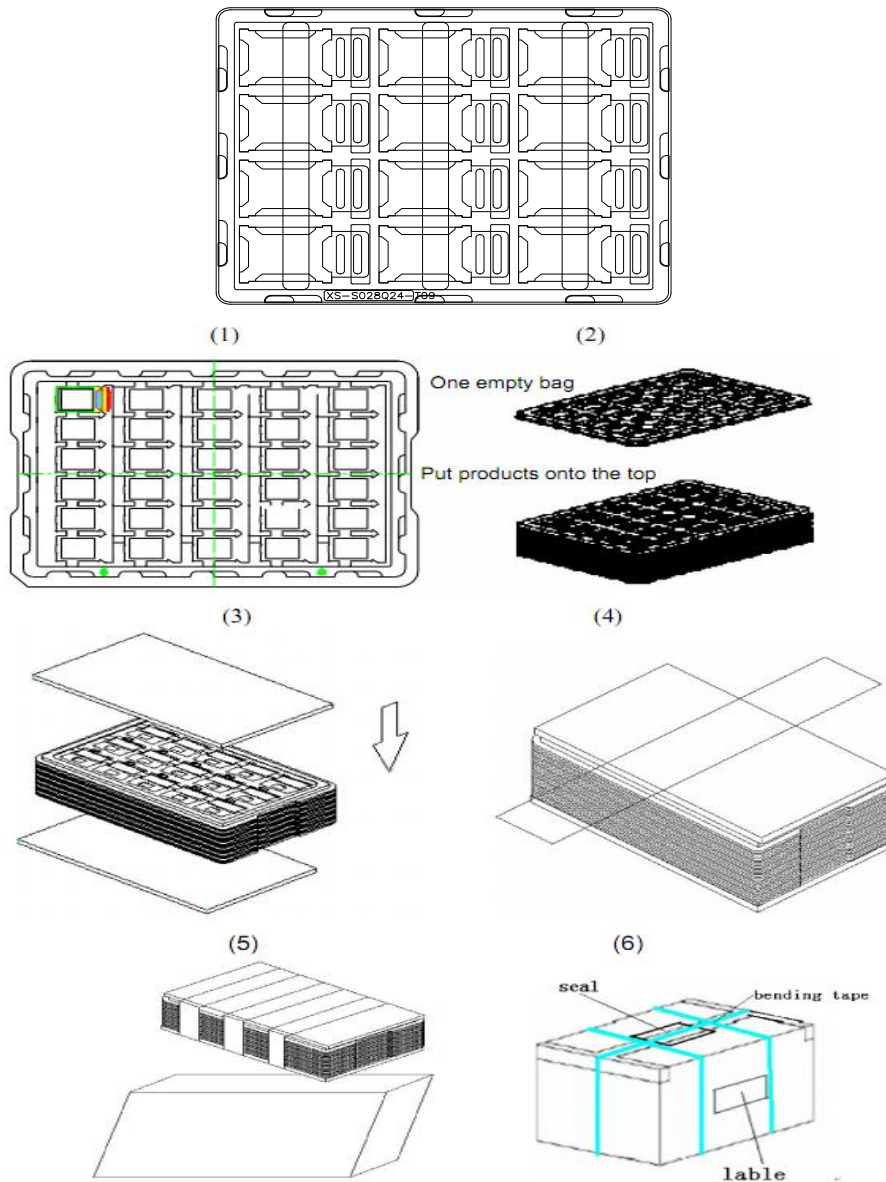 XS-S028Q24-T09
(1) (2)
One empty bag
Put products onto the top
(3) (4)
(5) (6)
seal
bending tape
lable